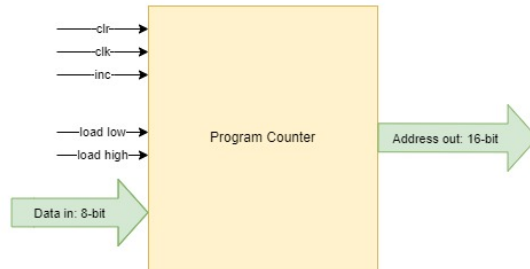 clr
clk
inc
load low
load high
Data in: 8-bit
Program Counter
Address out: 16-bit